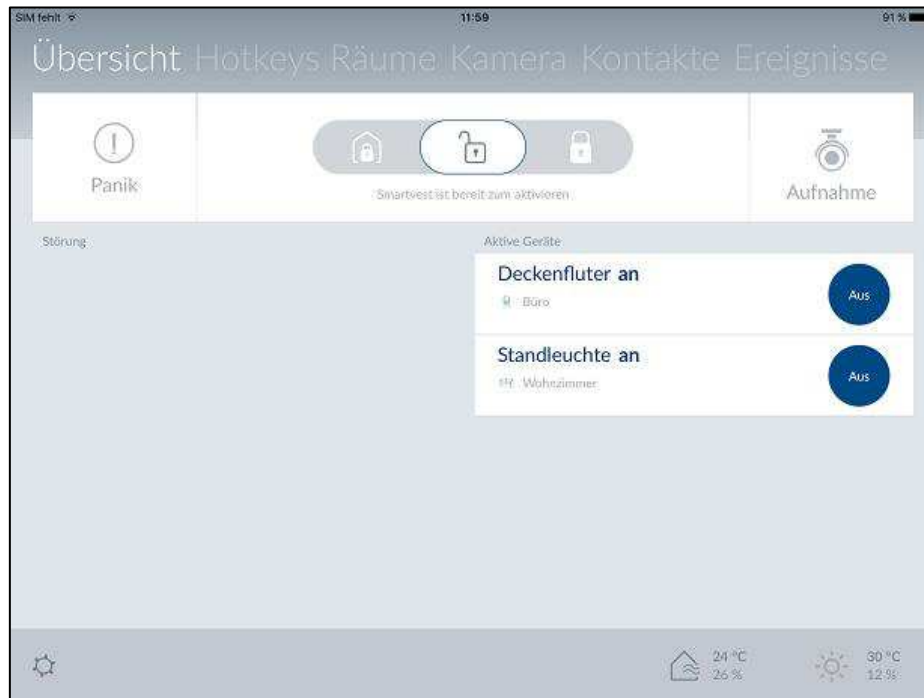 SIM fehlt 11:59 91 %
Übersicht Hotkeys Räume Kamera Kontakte Ereignisse
Panik
Smartvest ist bereit zum aktivieren
Aufnahme
Störung
Aktive Geräte
Deckenfluter an
Büro
Aus
Standleuchte an
Wohnzimmer
Aus
24 °C
26 %
30 °C
12 %